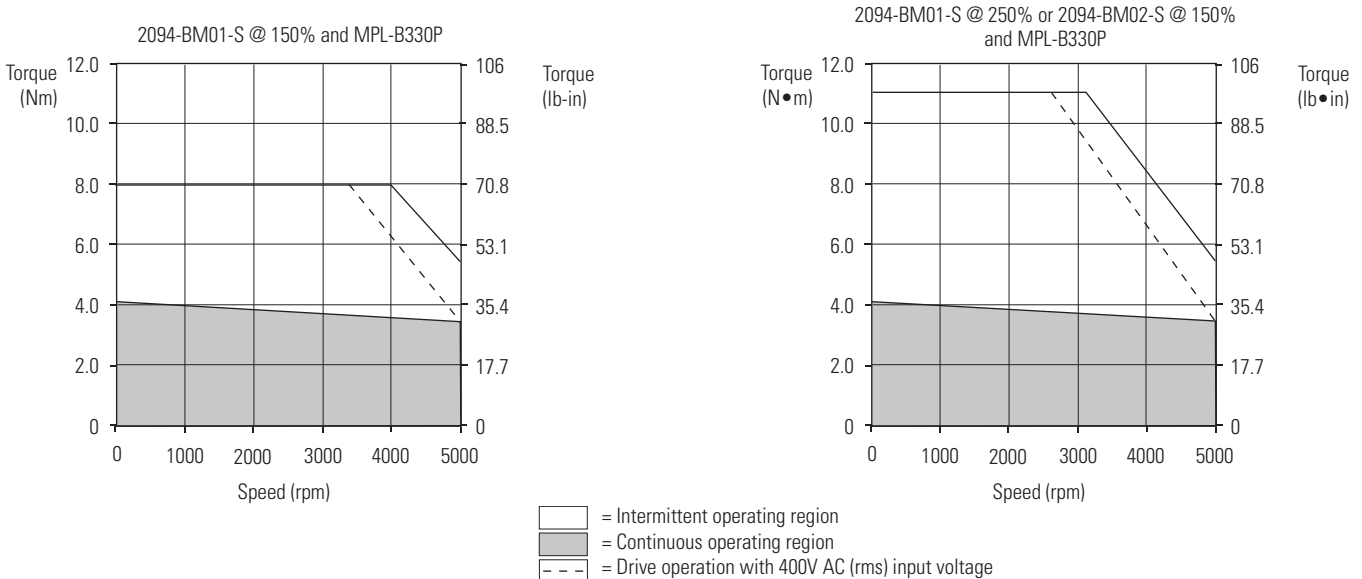 2094-BM01-S @ 150% and MPL-B330P
Torque
(Nm)
12.0
10.0
8.0
6.0
4.0
2.0
0
106
88.5
70.8
53.1
35.4
17.7
0
Torque
(lb-in)
0 1000 2000 3000 4000 5000
Speed (rpm)
2094-BM01-S @ 250% or 2094-BM02-S @ 150%
and MPL-B330P
Torque
(N•m)
12.0
10.0
8.0
6.0
4.0
2.0
0
106
88.5
70.8
53.1
35.4
17.7
0
Torque
(lb•in)
0 1000 2000 3000 4000 5000
Speed (rpm)
= Intermittent operating region
= Continuous operating region
= Drive operation with 400V AC (rms) input voltage